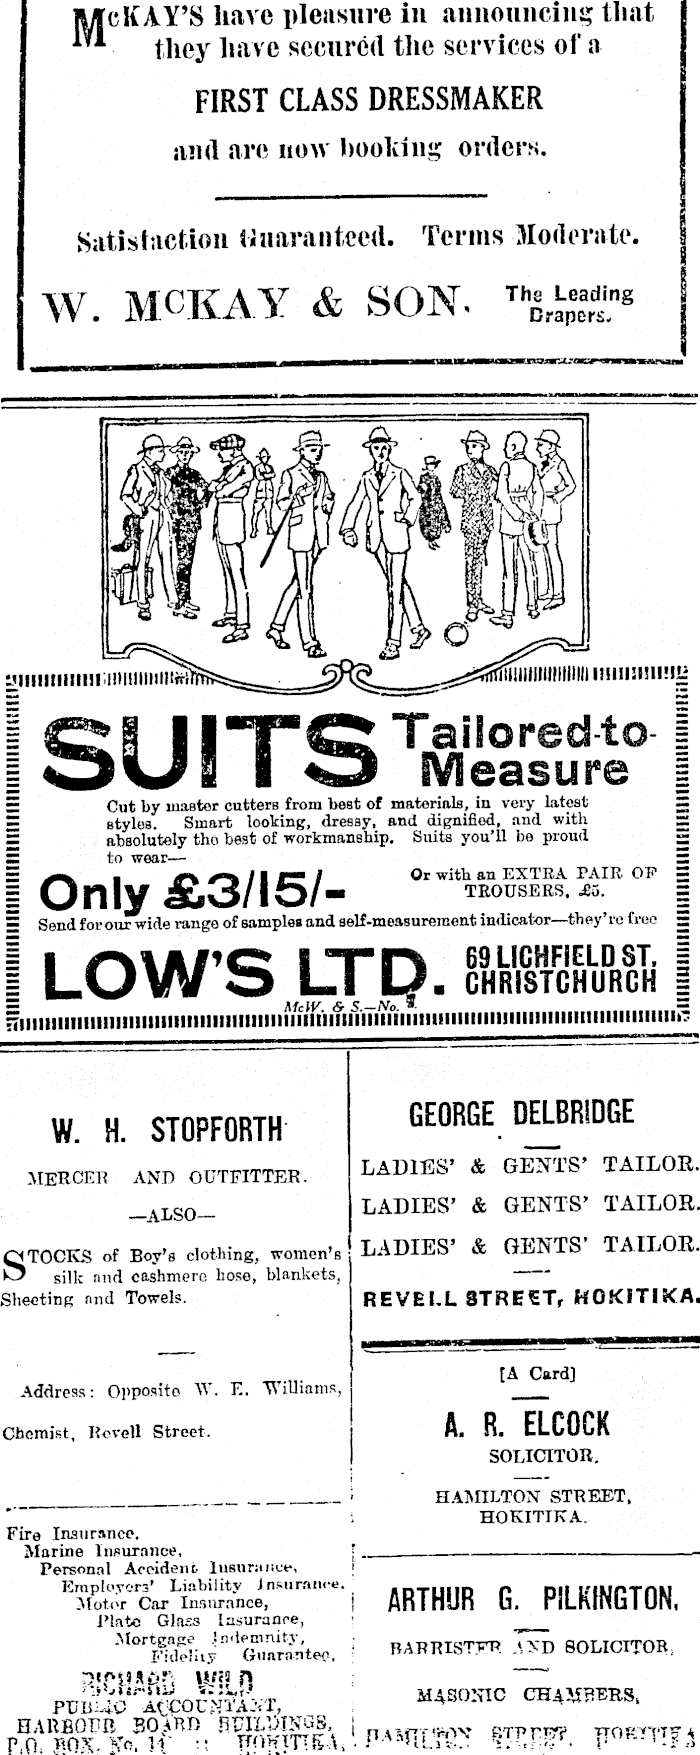 McKAY'S have pleasure in announcing that
they have secured the services of a
FIRST CLASS DRESSMAKER
and are now booking orders.
Satisfaction Guaranteed. Terms Moderate.
W. McKAY & SON. The Leading
Drapers.
SUITS Tailored-to-
Measure
Cut by master cutters from best of materials, in very latest
styles. Smart looking, dressy, and dignified, and with
absolutely the best of workmanship. Suits you'll be proud
to wear—
Only £3/15/-
Or with an EXTRA PAIR OF
TROUSERS, £5.
Send for our wide range of samples and self-measurement indicator—they're free
LOW'S LTD. 69 LICHFIELD ST.,
CHRISTCHURCH
McW. & S.—No.
W. H. STOPFORTH
MERCER AND OUTFITTER.
—ALSO—
STOCKS of Boy's clothing, women's
silk and cashmere hose, blankets,
Sheeting and Towels.
Address: Opposite W. E. Williams,
Chemist, Revell Street.
Fire Insurance,
Marine Insurance,
Personal Accident Insurance,
Employers' Liability Insurance.
Motor Car Insurance,
Plate Glass Insurance,
Mortgage Indemnity,
Fidelity Guarantee,
RICHARD WILD
PUBLIC ACCOUNTANT,
HARBOUR BOARD BUILDINGS,
P.O. BOX. No. 14 :: HOKITIKA,
GEORGE DELBRIDGE
LADIES' & GENTS' TAILOR.
LADIES' & GENTS' TAILOR.
LADIES' & GENTS' TAILOR.
REVELL STREET, HOKITIKA.
[A Card]
A. R. ELCOCK
SOLICITOR.
HAMILTON STREET,
HOKITIKA.
ARTHUR G. PILKINGTON,
BARRISTER AND SOLICITOR,
MASONIC CHAMBERS,
HAMILTON STREET, HOKITIKA